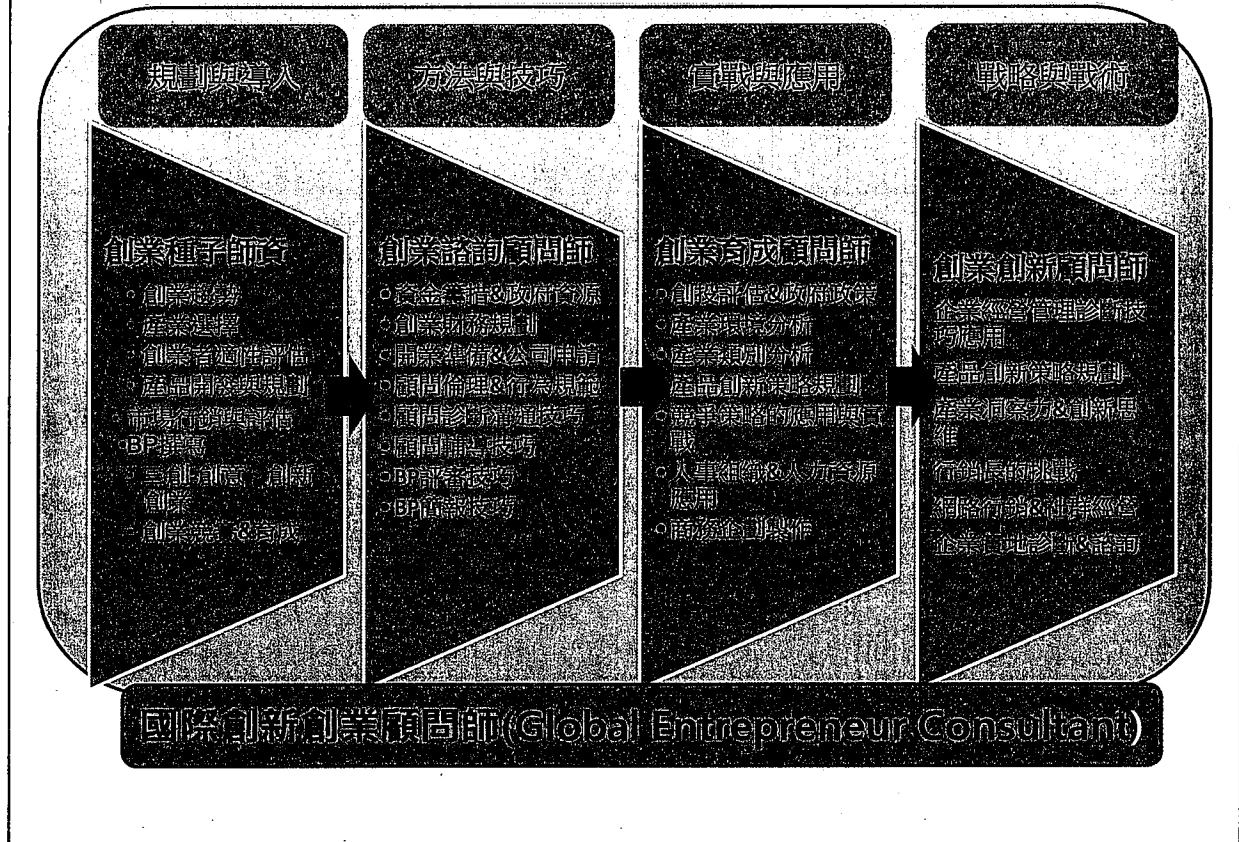 規劃與導入
方法與技巧
實戰與應用
戰略與戰術
創業種子師資
創業趨勢
產業選擇
創業者適性評估
產品開發與規劃
市場行銷與評估
BP撰寫
三創:創意、創新
創業
創業競賽&育成
創業諮詢顧問師
資金籌措&政府資源
創業財務規劃
開業準備&公司申請
顧問倫理&行為規範
顧問診斷溝通技巧
顧問輔導技巧
BP評審技巧
BP簡報技巧
創業育成顧問師
創投評估&政府政策
產業環境分析
產業類別分析
產品創新策略規劃
競爭策略的應用與實
戰
人事組織&人力資源
應用
商務企劃製作
創業創新顧問師
企業經營管理診斷技
巧應用
產品創新策略規劃
產業洞察力&創新思
維
行銷長的挑戰
網路行銷&社群經營
企業實地診斷&諮詢
國際創新創業顧問師(Global Entrepreneur Consultant)